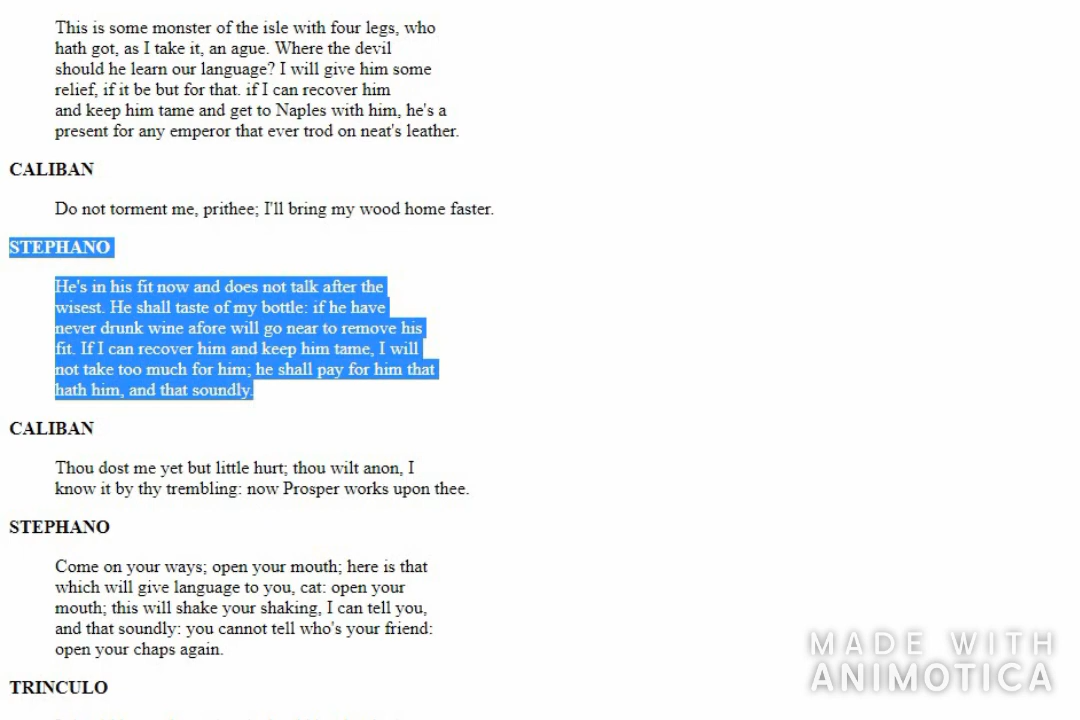 This is some monster of the isle with four legs, who
hath got, as I take it, an ague. Where the devil
should he learn our language? I will give him some
relief, if it be but for that. if I can recover him
and keep him tame and get to Naples with him, he's a
present for any emperor that ever trod on neat's leather.
CALIBAN
Do not torment me, prithee; I'll bring my wood home faster.
STEPHANO
He's in his fit now and does not talk after the
wisest. He shall taste of my bottle: if he have
never drunk wine afore will go near to remove his
fit. If I can recover him and keep him tame, I will
not take too much for him; he shall pay for him that
hath him, and that soundly.
CALIBAN
Thou dost me yet but little hurt; thou wilt anon, I
know it by thy trembling: now Prosper works upon thee.
STEPHANO
Come on your ways; open your mouth; here is that
which will give language to you, cat: open your
mouth; this will shake your shaking, I can tell you,
and that soundly: you cannot tell who's your friend:
open your chaps again.
TRINCULO
MADE WITH
ANIMOTICA